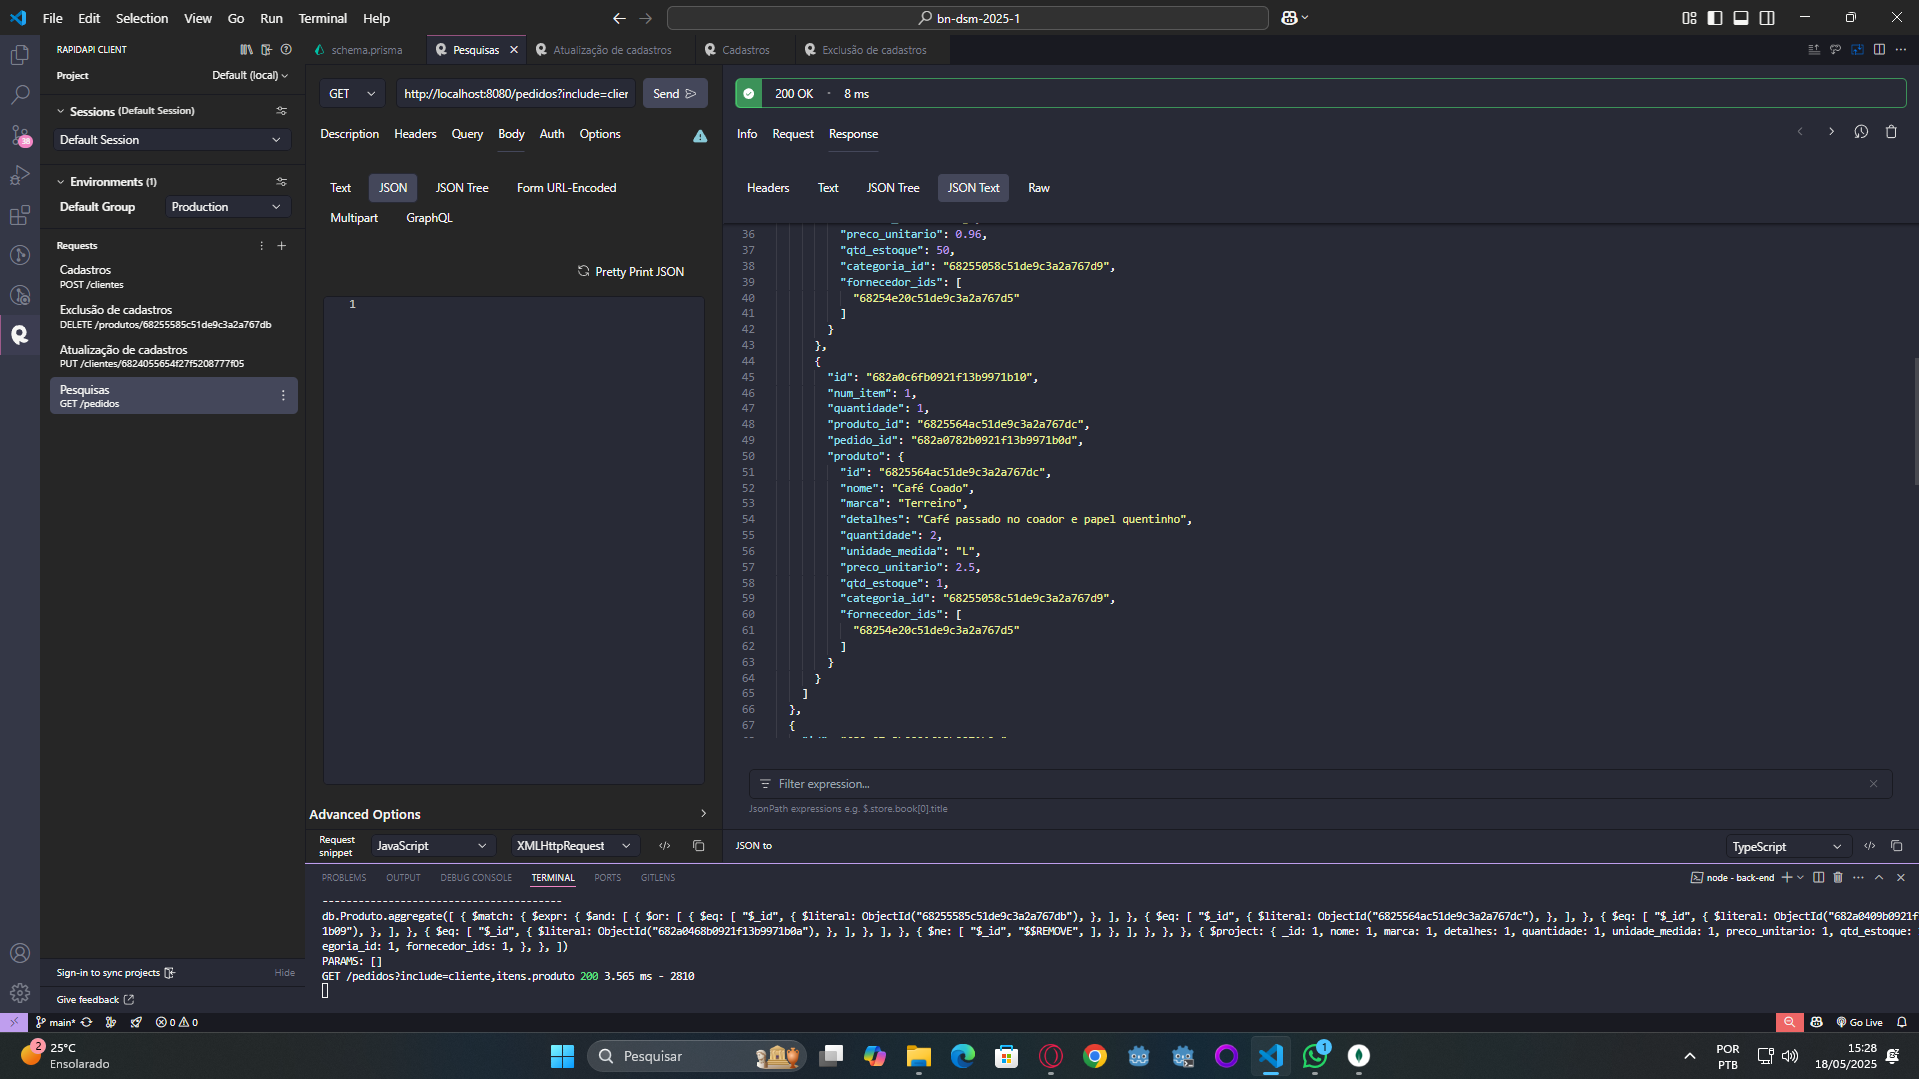 File Edit Selection View Go Run Terminal Help
bn-dsm-2025-1
RAPIDAPI CLIENT
Project
Default (local)
Sessions (Default Session)
Default Session
Environments (1)
Default Group
Production
Requests
Cadastros
POST /clientes
Exclusão de cadastros
DELETE /produtos/68255585c51de9c3a2a767db
Atualização de cadastros
PUT /clientes/6824055654f27f5208777f05
Pesquisas
GET /pedidos
Sign-in to sync projects
Hide
Give feedback
schema.prisma
Pesquisas
Atualização de cadastros
Cadastros
Exclusão de cadastros
GET
http://localhost:8080/pedidos?include=clier
Send
Description Headers Query Body Auth Options
Text JSON JSON Tree Form URL-Encoded
Multipart GraphQL
Pretty Print JSON
1
Advanced Options
Request snippet
JavaScript
XMLHttpRequest
200 OK • 8 ms
Info Request Response
Headers Text JSON Tree JSON Text Raw
36 "preco_unitario": 0.96,
37 "qtd_estoque": 50,
38 "categoria_id": "68255058c51de9c3a2a767d9",
39 "fornecedor_ids": [
40 "68254e20c51de9c3a2a767d5"
41 ]
42 }
43 },
44 {
45 "id": "682a0c6fb0921f13b9971b10",
46 "num_item": 1,
47 "quantidade": 1,
48 "produto_id": "6825564ac51de9c3a2a767dc",
49 "pedido_id": "682a0782b0921f13b9971b0d",
50 "produto": {
51 "id": "6825564ac51de9c3a2a767dc",
52 "nome": "Café Coado",
53 "marca": "Terreiro",
54 "detalhes": "Café passado no coador e papel quentinho",
55 "quantidade": 2,
56 "unidade_medida": "L",
57 "preco_unitario": 2.5,
58 "qtd_estoque": 1,
59 "categoria_id": "68255058c51de9c3a2a767d9",
60 "fornecedor_ids": [
61 "68254e20c51de9c3a2a767d5"
62 ]
63 }
64 }
65 ]
66 },
67 {
Filter expression...
JsonPath expressions e.g. $.store.book[0].title
JSON to
TypeScript
PROBLEMS OUTPUT DEBUG CONSOLE TERMINAL PORTS GITLENS
node - back-end
----------------------------------------
db.Produto.aggregate([ { $match: { $expr: { $and: [ { $or: [ { $eq: [ "$_id", { $literal: ObjectId("68255585c51de9c3a2a767db"), }, ], }, { $eq: [ "$_id", { $literal: ObjectId("6825564ac51de9c3a2a767dc"), }, ], }, { $eq: [ "$_id", { $literal: ObjectId("682a0409b0921f
1b09"), }, ], }, { $eq: [ "$_id", { $literal: ObjectId("682a0468b0921f13b9971b0a"), }, ], }, ], }, { $ne: [ "$_id", "$$REMOVE", ], }, ], }, }, }, { $project: { _id: 1, nome: 1, marca: 1, detalhes: 1, quantidade: 1, unidade_medida: 1, preco_unitario: 1, qtd_estoque:
egoria_id: 1, fornecedor_ids: 1, }, }, ])
PARAMS: []
GET /pedidos?include=cliente,itens.produto 200 3.565 ms - 2810
main*
0 0
Go Live
2
25°C
Ensolarado
Pesquisar
1
POR
PTB
15:28
18/05/2025